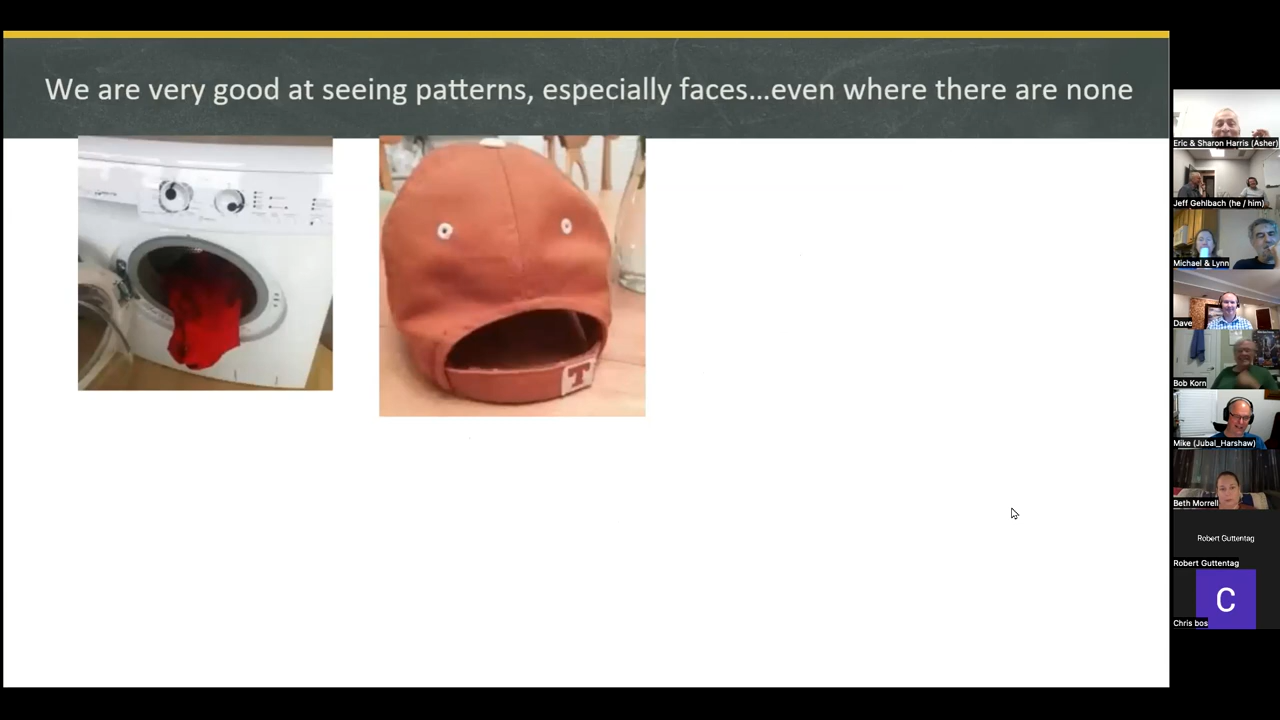 We are very good at seeing patterns, especially faces...even where there are none
T
Eric & Sharon Harris (Asher)
Jeff Gehlbach (he / him)
Michael & Lynn
Dave
Bob Korn
Mike (Jubal_Harshaw)
Beth Morrell
Robert Guttentag
Robert Guttentag
C
Chris bos